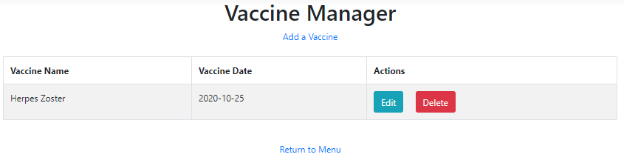 Vaccine Manager
Add a Vaccine
Vaccine Name Vaccine Date Actions
Herpes Zoster 2020-10-25 Edit Delete
Return to Menu